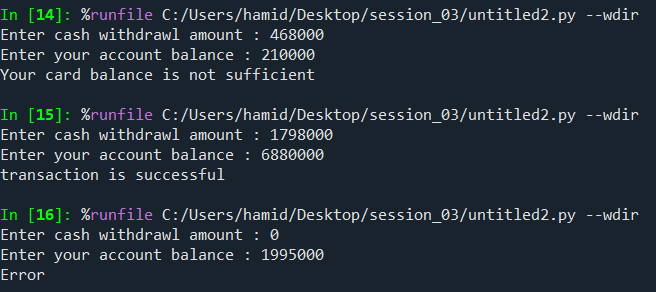 In [14]: %runfile C:/Users/hamid/Desktop/session_03/untitled2.py --wdir
Enter cash withdrawl amount : 468000
Enter your account balance : 210000
Your card balance is not sufficient
In [15]: %runfile C:/Users/hamid/Desktop/session_03/untitled2.py --wdir
Enter cash withdrawl amount : 1798000
Enter your account balance : 6880000
transaction is successful
In [16]: %runfile C:/Users/hamid/Desktop/session_03/untitled2.py --wdir
Enter cash withdrawl amount : 0
Enter your account balance : 1995000
Error